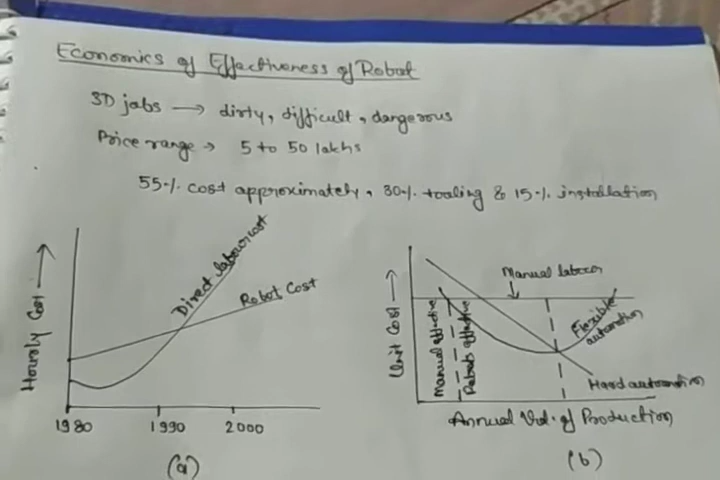 Economics of Effectiveness of Robot
3D jobs → dirty, difficult, dangerous
Price range → 5 to 50 lakhs
55% cost approximately, 30% tooling & 15% installation
Hourly Cost →
Direct labour cost
Robot Cost
1980 1990 2000
(a)
Unit Cost →
Manual labour
Manual effective
Robots effective
Flexible automation
Hard automation
Annual Vol. of Production
(b)